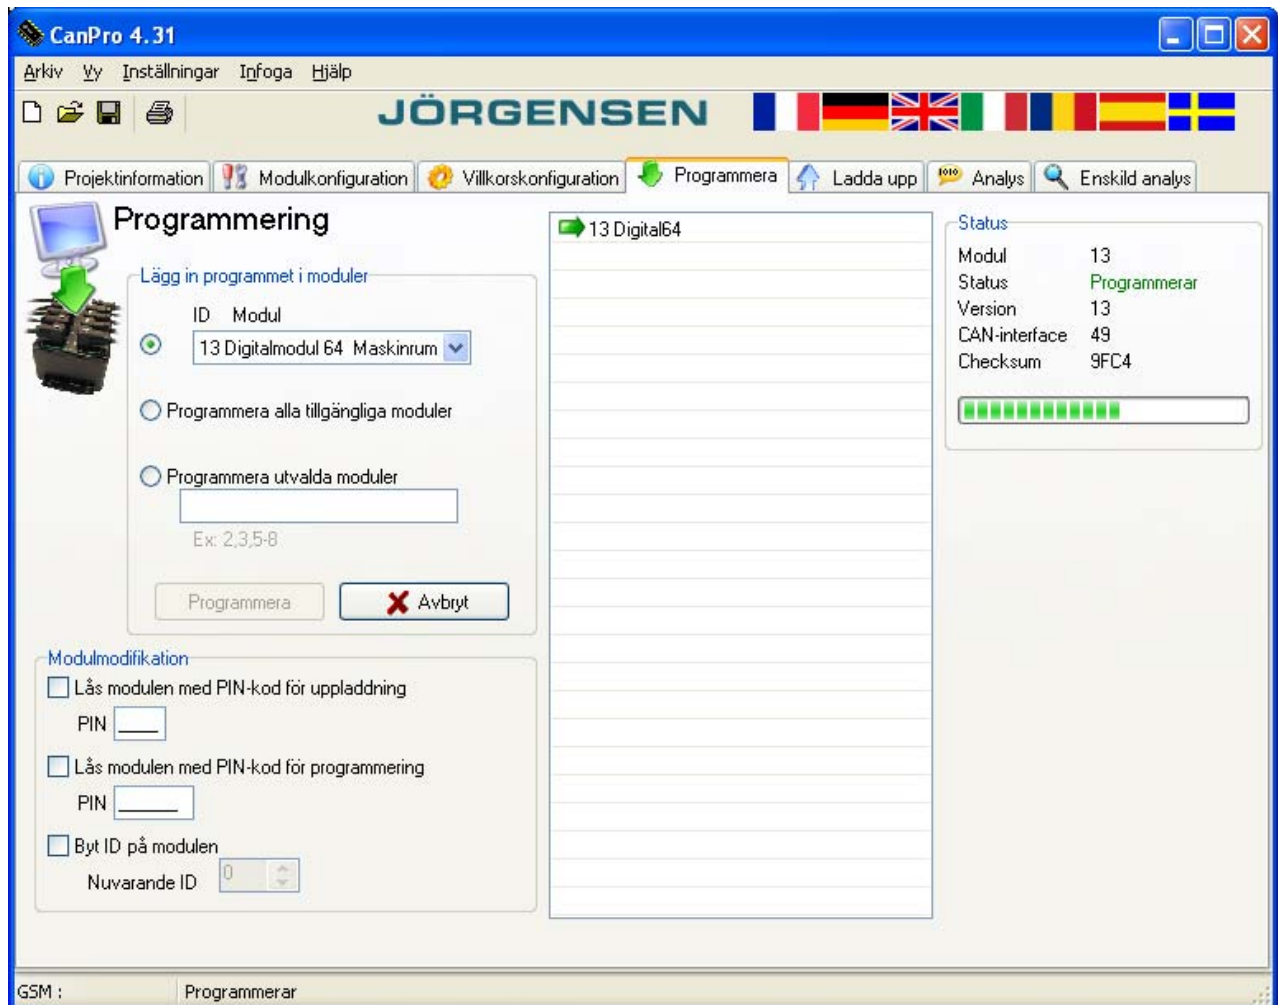 CanPro 4.31
Arkiv Vy Inställningar Infoga Hjälp
JÖRGENSEN
Projektinformation Modulkonfiguration Villkorskonfiguration Programmera Ladda upp Analys Enskild analys
Programmering
Lägg in programmet i moduler
ID Modul
13 Digitalmodul 64 Maskinrum
Programmera alla tillgängliga moduler
Programmera utvalda moduler
Ex: 2,3,5-8
Programmera Avbryt
Modulmodifikation
Lås modulen med PIN-kod för uppladdning
PIN ____
Lås modulen med PIN-kod för programmering
PIN ______
Byt ID på modulen
Nuvarande ID 0
13 Digital64
Status
Modul 13
Status Programmerar
Version 13
CAN-interface 49
Checksum 9FC4
GSM : Programmerar